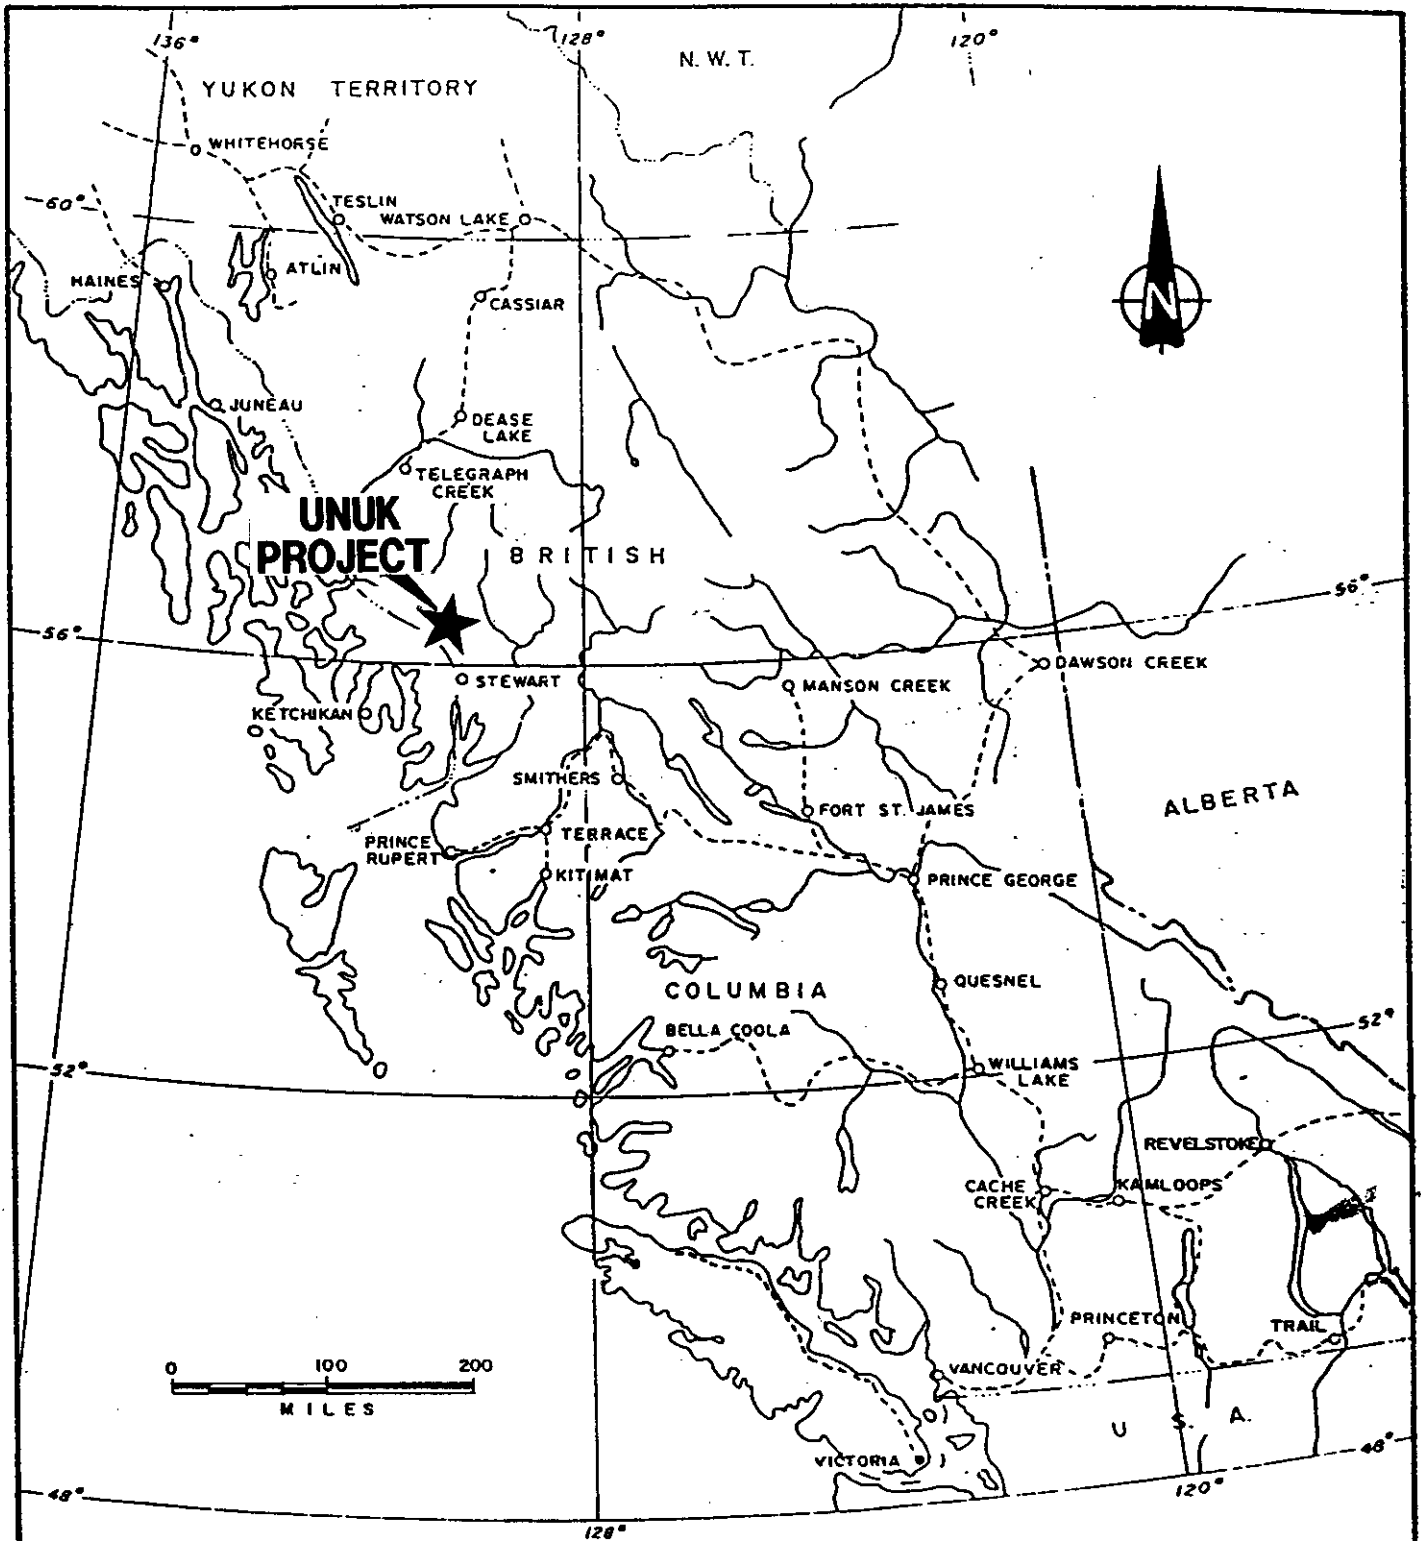 136°
128°
120°
N.W.T.
YUKON TERRITORY
WHITEHORSE
60°
TESLIN
WATSON LAKE
ATLIN
HAINES
CASSIAR
N
JUNEAU
DEASE
LAKE
TELEGRAPH
CREEK
UNUK
PROJECT
BRITISH
56°
56°
DAWSON CREEK
STEWART
MANSON CREEK
KETCHIKAN
SMITHERS
FORT ST. JAMES
ALBERTA
PRINCE
RUPERT
TERRACE
KITIMAT
PRINCE GEORGE
QUESNEL
COLUMBIA
BELLA COOLA
52°
52°
WILLIAMS
LAKE
REVELSTOKE
CACHE
CREEK
KAMLOOPS
PRINCETON
TRAIL
0 100 200
MILES
VANCOUVER
U.S.A.
VICTORIA
48°
48°
120°
128°